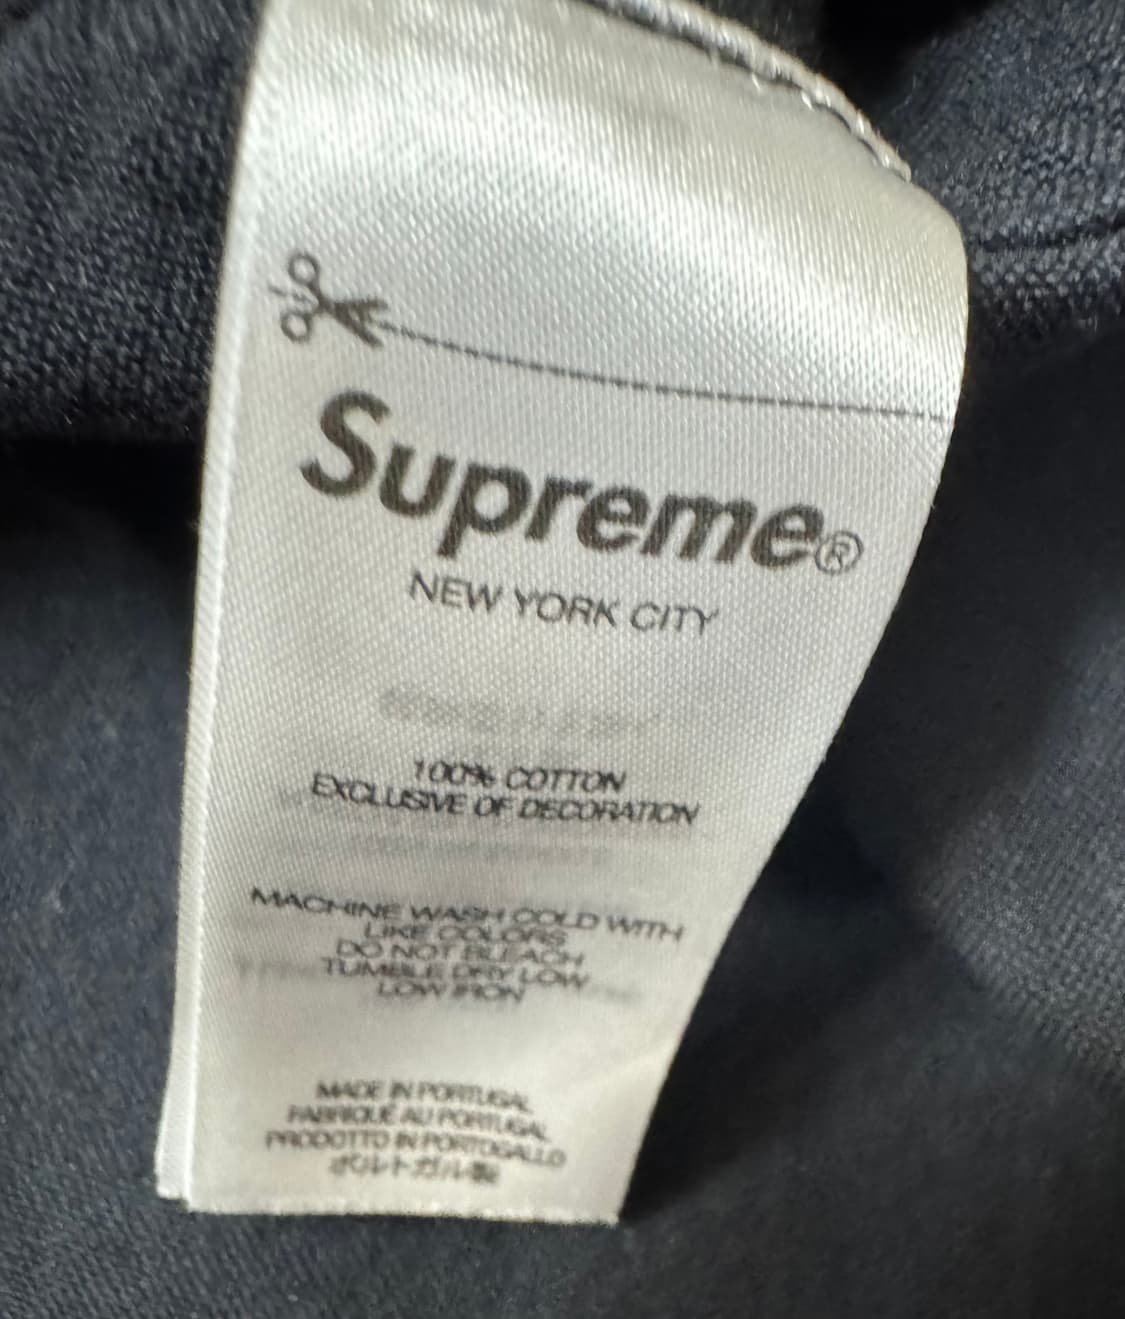 Supreme®
NEW YORK CITY
100% COTTON
EXCLUSIVE OF DECORATION
MACHINE WASH COLD WITH
LIKE COLORS
DO NOT BLEACH
TUMBLE DRY LOW
LOW IRON
MADE IN PORTUGAL
FABRIQUÉ AU PORTUGAL
PRODOTTO IN PORTOGALLO
ポルトガル製